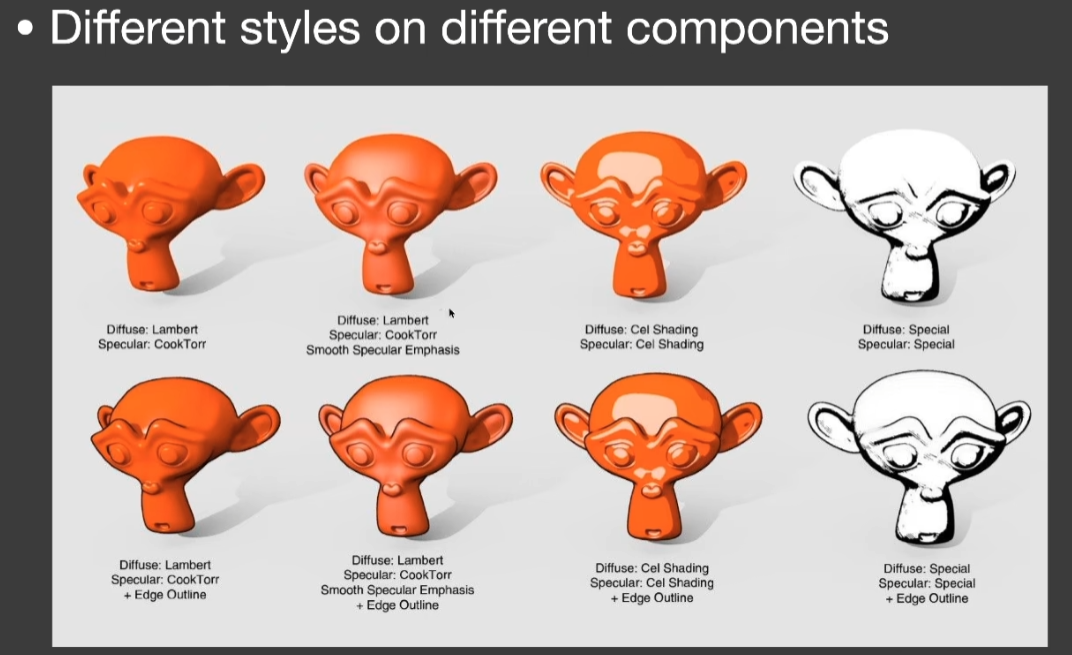 • Different styles on different components
Diffuse: Lambert
Specular: CookTorr
Diffuse: Lambert
Specular: CookTorr
Smooth Specular Emphasis
Diffuse: Cel Shading
Specular: Cel Shading
Diffuse: Special
Specular: Special
Diffuse: Lambert
Specular: CookTorr
+ Edge Outline
Diffuse: Lambert
Specular: CookTorr
Smooth Specular Emphasis
+ Edge Outline
Diffuse: Cel Shading
Specular: Cel Shading
+ Edge Outline
Diffuse: Special
Specular: Special
+ Edge Outline